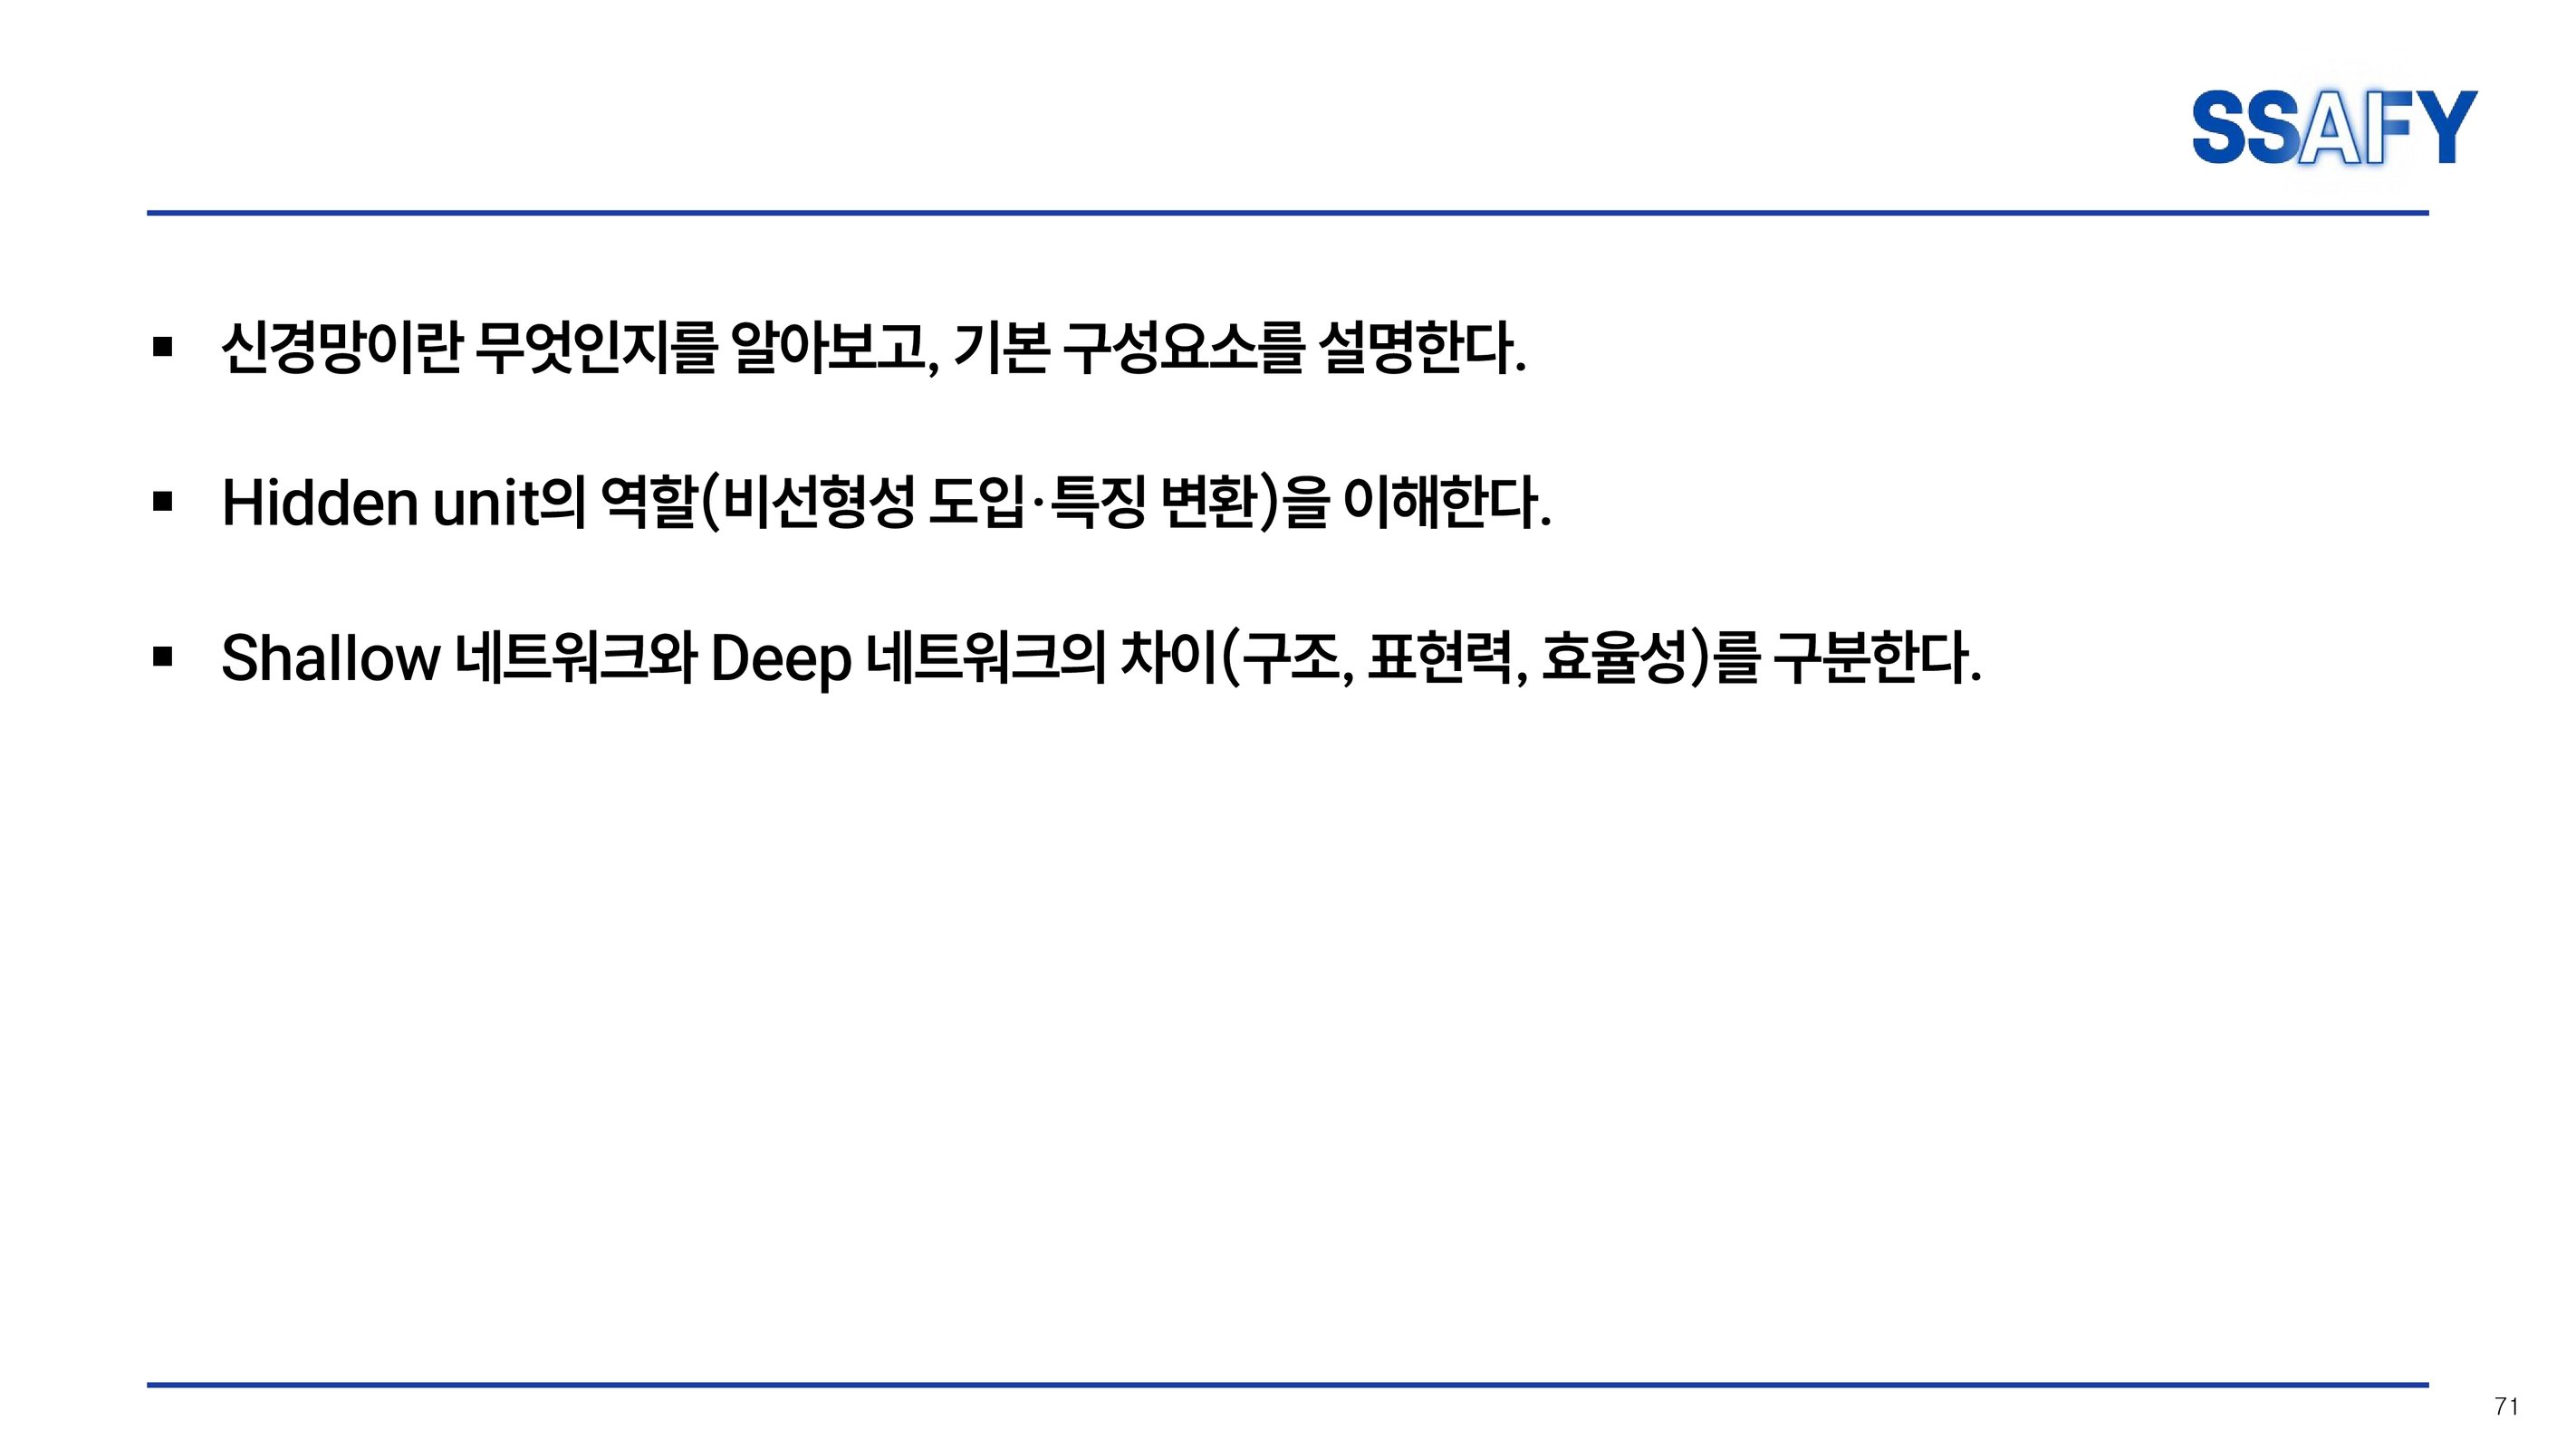 SSAFY
▪ 신경망이란 무엇인지를 알아보고, 기본 구성요소를 설명한다.
▪ Hidden unit의 역할(비선형성 도입·특징 변환)을 이해한다.
▪ Shallow 네트워크와 Deep 네트워크의 차이(구조, 표현력, 효율성)를 구분한다.
71